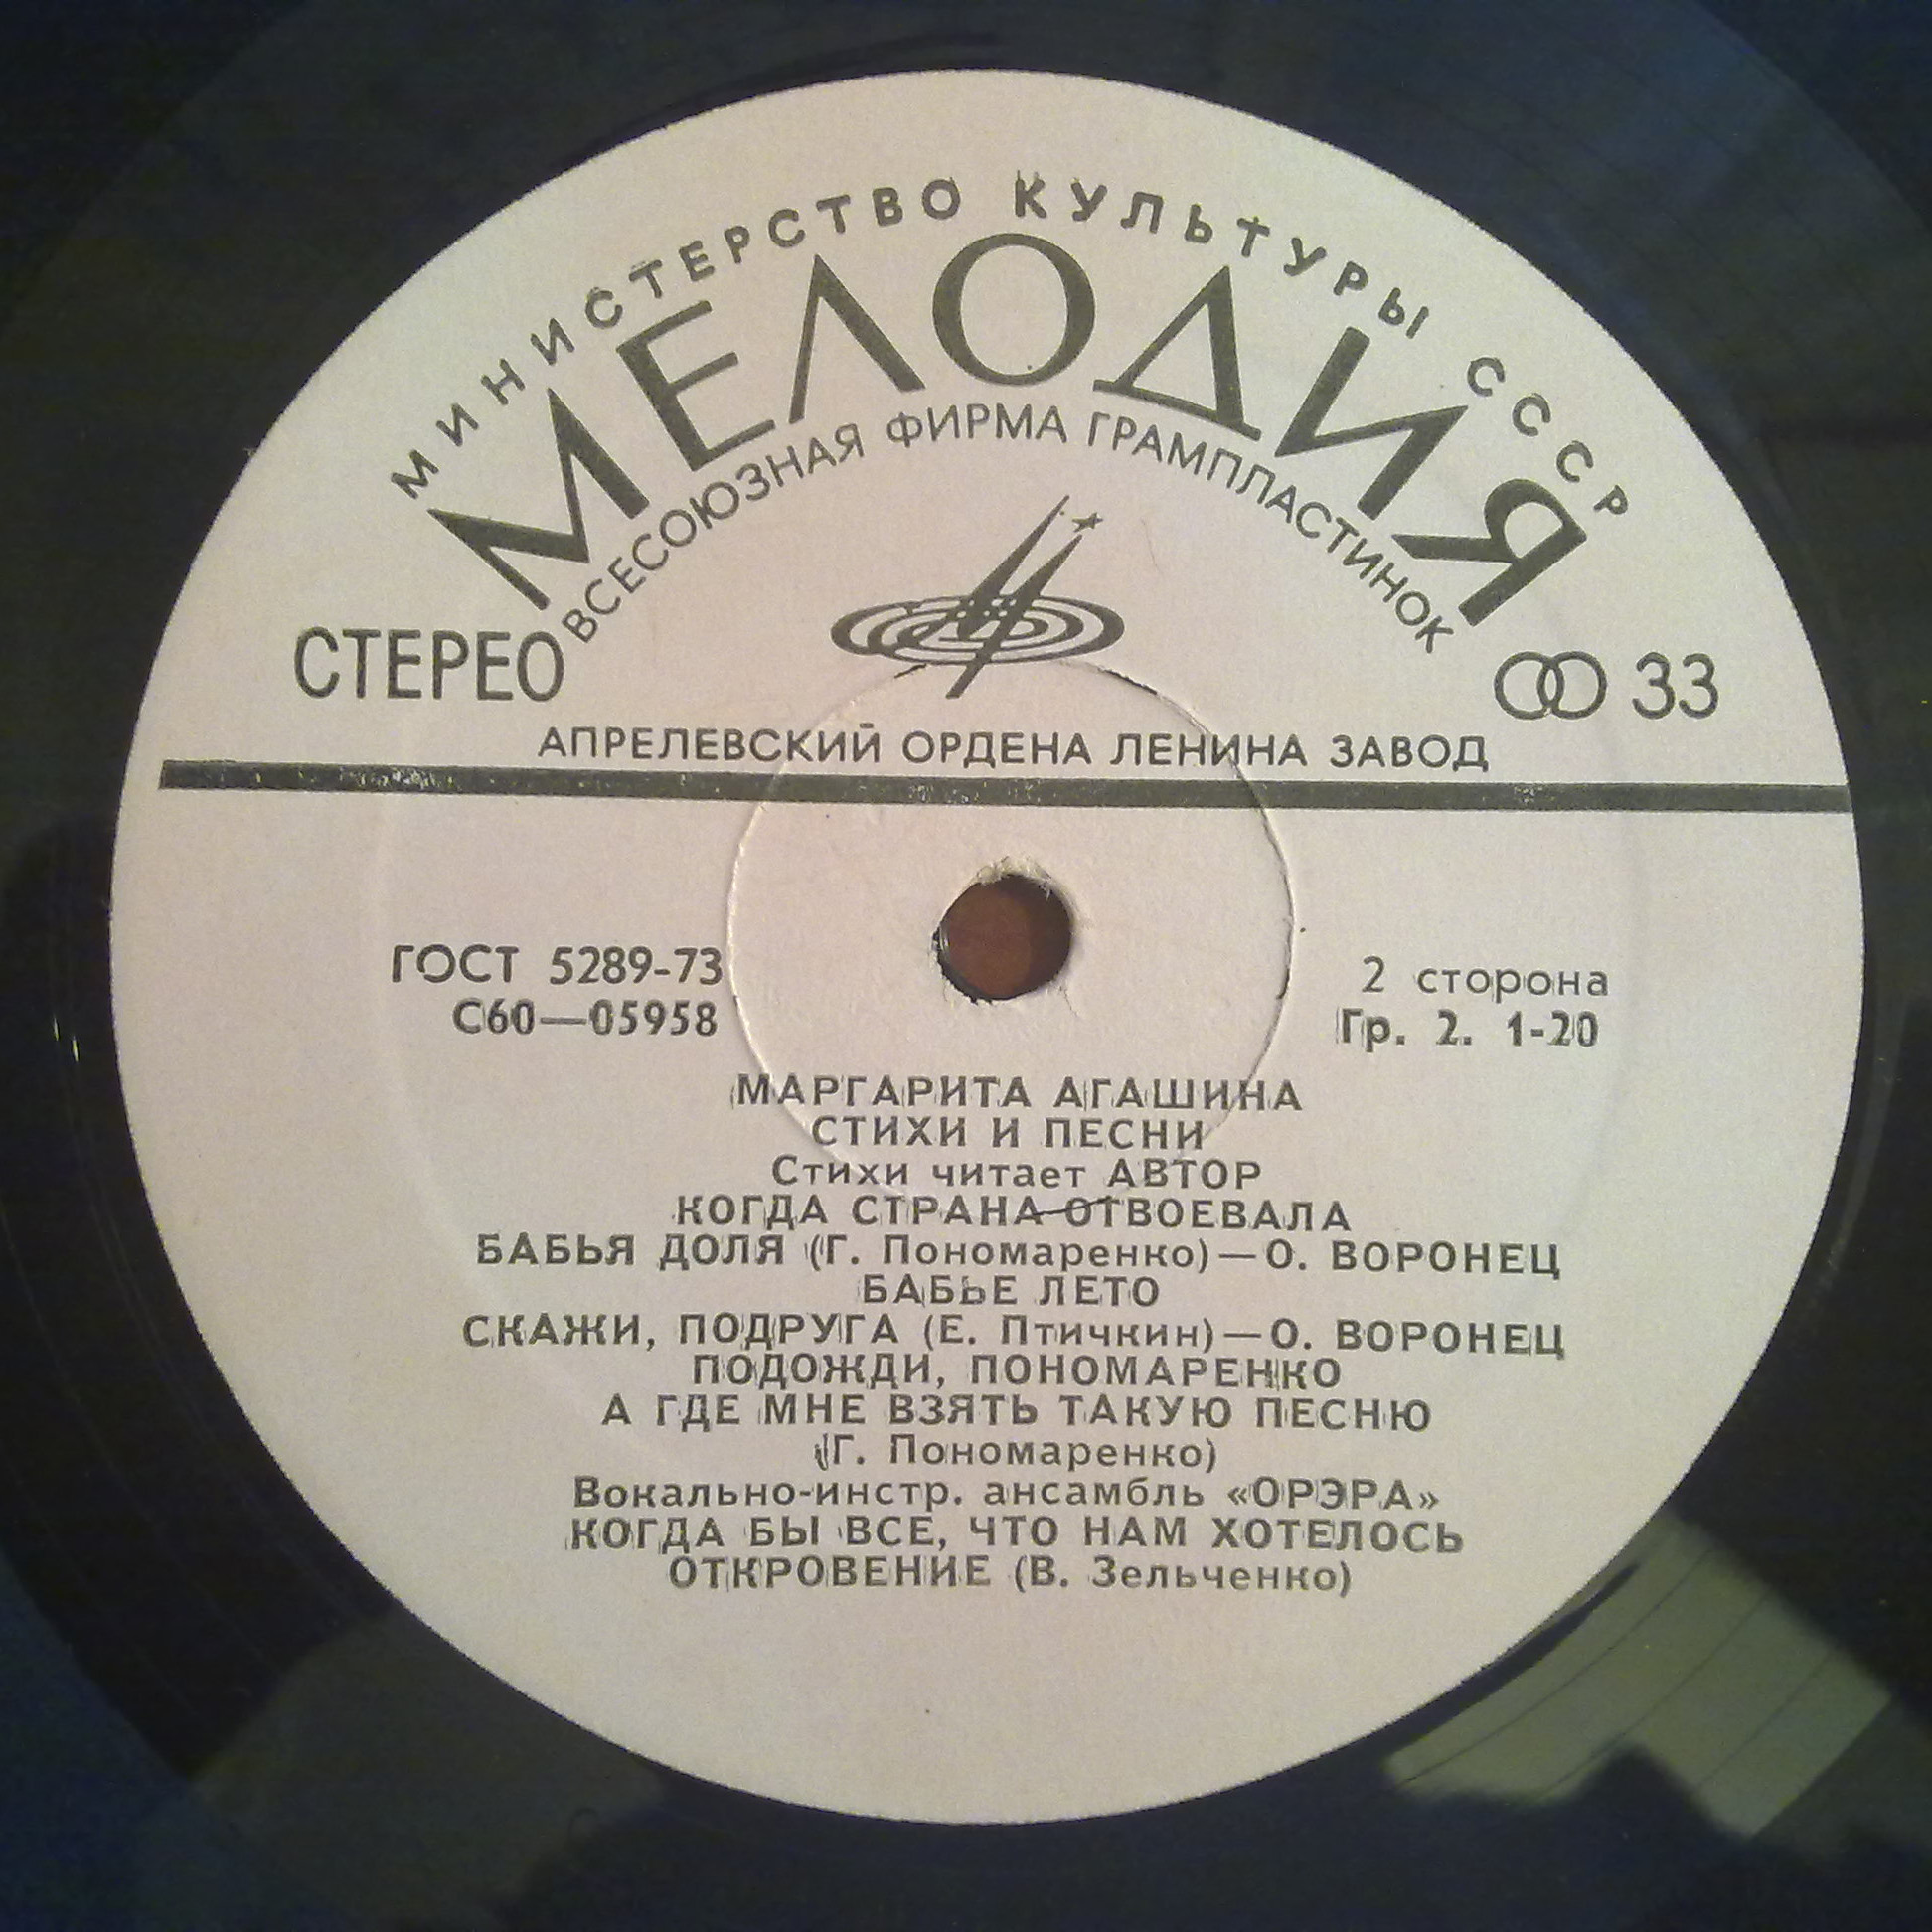 МИНИСТЕРСТВО КУЛЬТУРЫ СССР
МЕЛОДИЯ
ВСЕСОЮЗНАЯ ФИРМА ГРАМПЛАСТИНОК
СТЕРЕО
33
АПРЕЛЕВСКИЙ ОРДЕНА ЛЕНИНА ЗАВОД
ГОСТ 5289-73
С60—05958
2 сторона
Гр. 2. 1-20
МАРГАРИТА АГАШИНА
СТИХИ И ПЕСНИ
Стихи читает АВТОР
КОГДА СТРАНА ОТВОЕВАЛА
БАБЬЯ ДОЛЯ (Г. Пономаренко)—О. ВОРОНЕЦ
БАБЬЕ ЛЕТО
СКАЖИ, ПОДРУГА (Е. Птичкин)—О. ВОРОНЕЦ
ПОДОЖДИ, ПОНОМАРЕНКО
А ГДЕ МНЕ ВЗЯТЬ ТАКУЮ ПЕСНЮ
(Г. Пономаренко)
Вокально-инстр. ансамбль «ОРЭРА»
КОГДА БЫ ВСЕ, ЧТО НАМ ХОТЕЛОСЬ
ОТКРОВЕНИЕ (В. Зельченко)